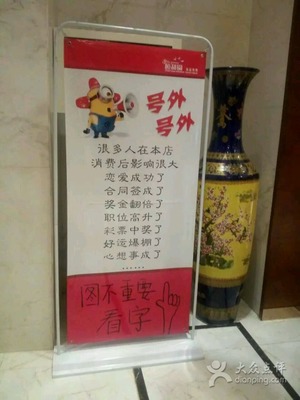 号外
号外
很多人在本店
消费后影响很大
恋爱成功了
合同签成了
奖金翻倍了
职位高升了
彩票中奖了
好运爆棚了
心想事成了
图不重要
看字
大众点评
dianping.com